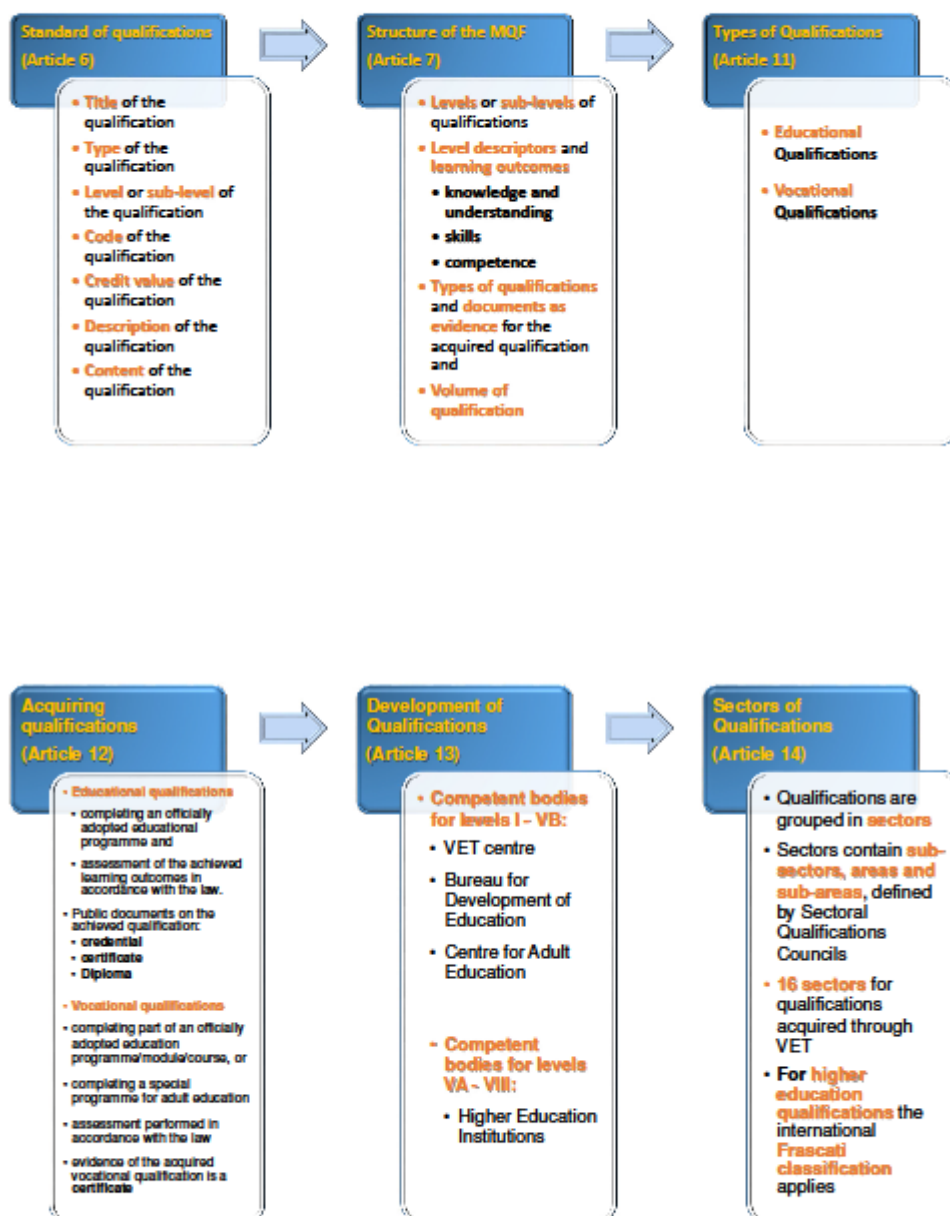 Standard of qualifications
(Article 6)
• Title of the
qualification
• Type of the
qualification
• Level or sub-level of
the qualification
• Code of the
qualification
• Credit value of the
qualification
• Description of the
qualification
• Content of the
qualification
Structure of the MQF
(Article 7)
• Levels or sub-levels of
qualifications
• Level descriptors and
learning outcomes
• knowledge and
understanding
• skills
• competence
• Types of qualifications
and documents as
evidence for the
acquired qualification
and
• Volume of
qualification
Types of Qualifications
(Article 11)
• Educational
Qualifications
• Vocational
Qualifications
Acquiring
qualifications
(Article 12)
• Educational qualifications
• completing an officially
adopted educational
programme and
• assessment of the achieved
learning outcomes in
accordance with the law.
• Public documents on the
achieved qualification:
• credential
• certificate
• Diploma
• Vocational qualifications
• completing part of an officially
adopted education
programme/module/course, or
• completing a special
programme for adult education
• assessment performed in
accordance with the law
• evidence of the acquired
vocational qualification is a
certificate
Development of
Qualifications
(Article 13)
• Competent bodies
for levels I - VB:
• VET centre
• Bureau for
Development of
Education
• Centre for Adult
Education
- Competent
bodies for levels
VA - VIII:
• Higher Education
Institutions
Sectors of
Qualifications
(Article 14)
• Qualifications are
grouped in sectors
• Sectors contain sub-
sectors, areas and
sub-areas, defined
by Sectoral
Qualifications
Councils
• 16 sectors for
qualifications
acquired through
VET
• For higher
education
qualifications the
international
Frascati
classification
applies